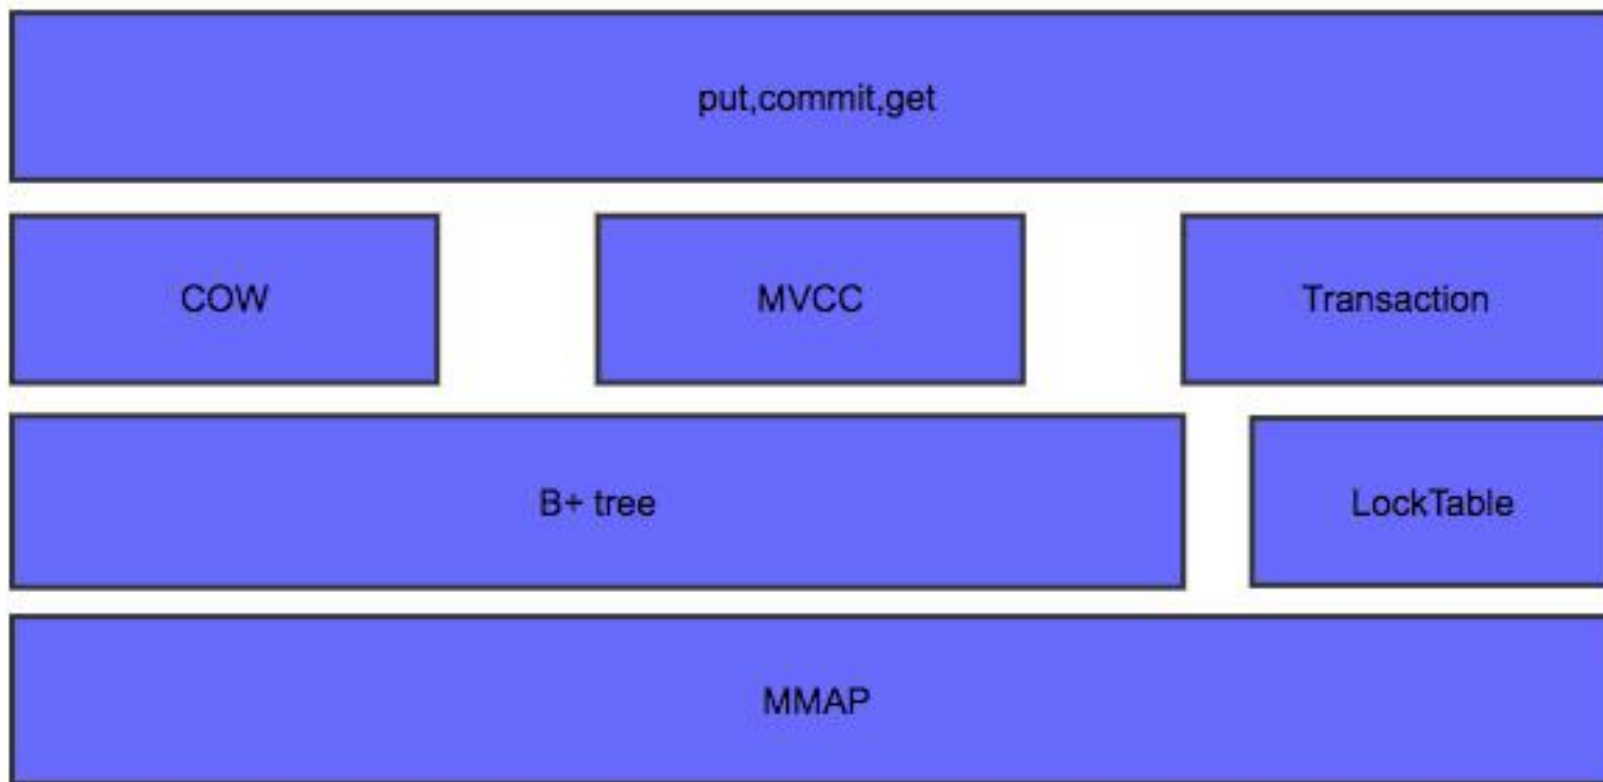 put,commit,get
COW
MVCC
Transaction
B+ tree
LockTable
MMAP